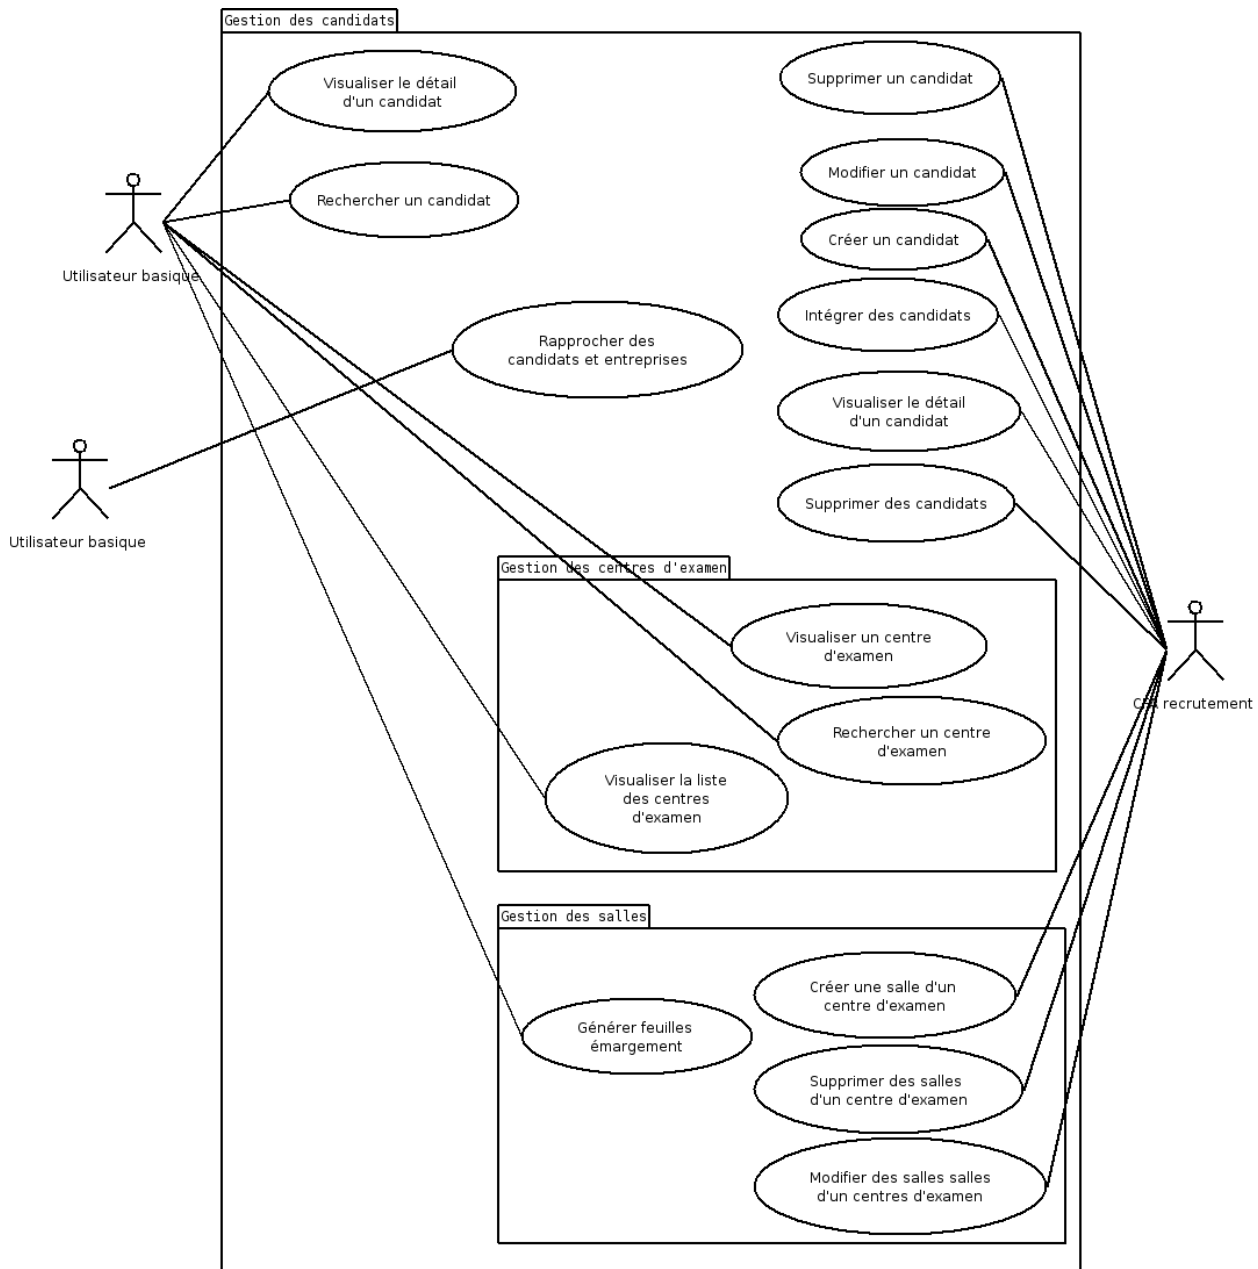 Gestion des candidats
Visualiser le détail
d'un candidat
Supprimer un candidat
Rechercher un candidat
Modifier un candidat
Créer un candidat
Utilisateur basique
Intégrer des candidats
Rapprocher des
candidats et entreprises
Visualiser le détail
d'un candidat
Supprimer des candidats
Utilisateur basique
Gestion des centres d'examen
Visualiser un centre
d'examen
recrutement
Rechercher un centre
d'examen
Visualiser la liste
des centres
d'examen
Gestion des salles
Créer une salle d'un
centre d'examen
Générer feuilles
émargement
Supprimer des salles
d'un centre d'examen
Modifier des salles salles
d'un centres d'examen